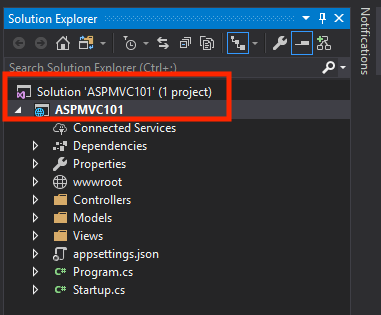 Solution Explorer
Search Solution Explorer (Ctrl+;)
Solution 'ASPMVC101' (1 project)
ASPMVC101
Connected Services
Dependencies
Properties
wwwroot
Controllers
Models
Views
appsettings.json
C# Program.cs
C# Startup.cs
Notifications